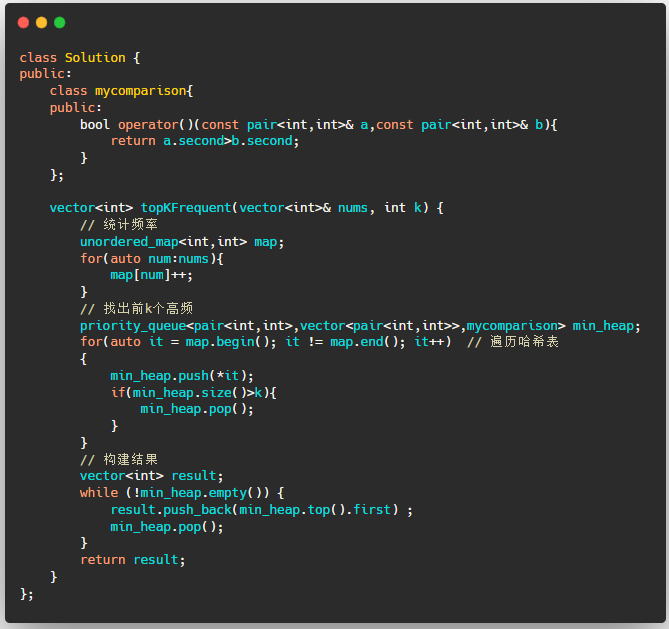 class Solution {
public:
    class mycomparison{
    public:
        bool operator()(const pair<int,int>& a,const pair<int,int>& b){
            return a.second>b.second;
        }
    };
    vector<int> topKFrequent(vector<int>& nums, int k) {
        // 统计频率
        unordered_map<int,int> map;
        for(auto num:nums){
            map[num]++;
        }
        // 找出前k个高频
        priority_queue<pair<int,int>,vector<pair<int,int>>,mycomparison> min_heap;
        for(auto it = map.begin(); it != map.end(); it++)  // 遍历哈希表
        {
            min_heap.push(*it);
            if(min_heap.size()>k){
                min_heap.pop();
            }
        }
        // 构建结果
        vector<int> result;
        while (!min_heap.empty()) {
            result.push_back(min_heap.top().first) ;
            min_heap.pop();
        }
        return result;
    }
};